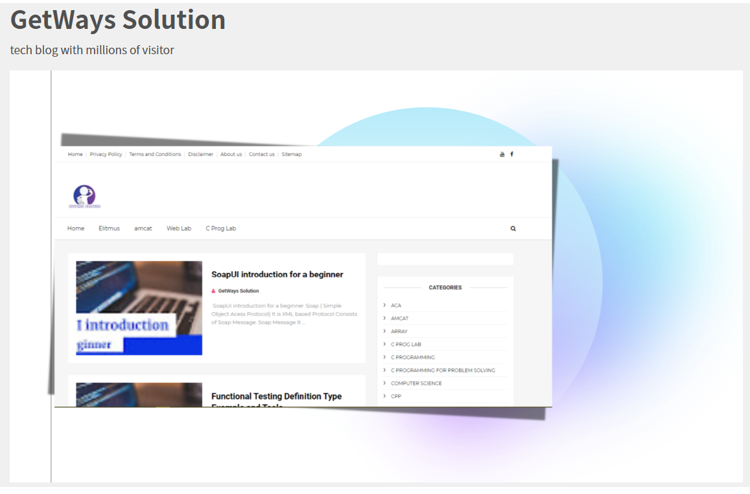 GetWays Solution
tech blog with millions of visitor
Home | Privacy Policy | Terms and Conditions | Disclaimer | About us | Contact us | Sitemap
Home Elitmus amcat Web Lab C Prog Lab
SoapUI introduction for a beginner
GetWays Solution
SoapUI introduction for a beginner Soap ( Simple
Object Acess Protocol) It is XML based Protocol Consists
of Soap Message: Soap Message it ...
I introduction
ginner
Functional Testing Definition Type
Example and Tools
CATEGORIES
ACA
AMCAT
ARRAY
C PROG LAB
C PROGRAMMING
C PROGRAMMING FOR PROBLEM SOLVING
COMPUTER SCIENCE
CPP